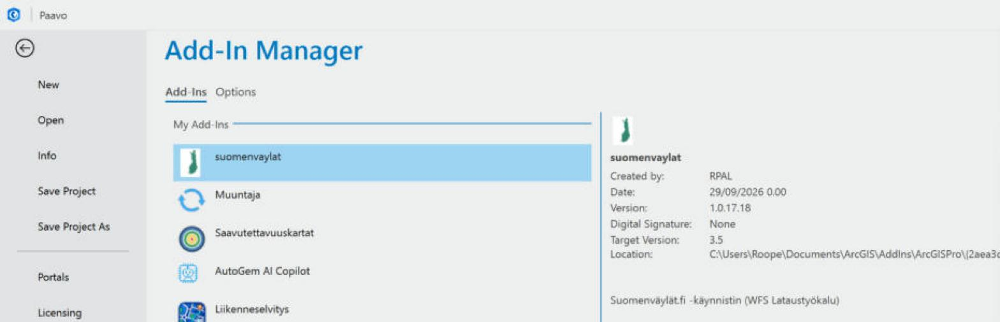 Paavo
New
Open
Info
Save Project
Save Project As
Portals
Licensing
Add-In Manager
Add-Ins Options
My Add-Ins
suomenvaylat
Muuntaja
Saavutettavuuskartat
AutoGem AI Copilot
Liikenneselvitys
suomenvaylat
Created by: RPAL
Date: 29/09/2026 0.00
Version: 1.0.17.18
Digital Signature: None
Target Version: 3.5
Location: C:\Users\Roope\Documents\ArcGIS\AddIns\ArcGISPro\{2aea3c
Suomenväylät.fi -käynnistin (WFS Lataustyökalu)